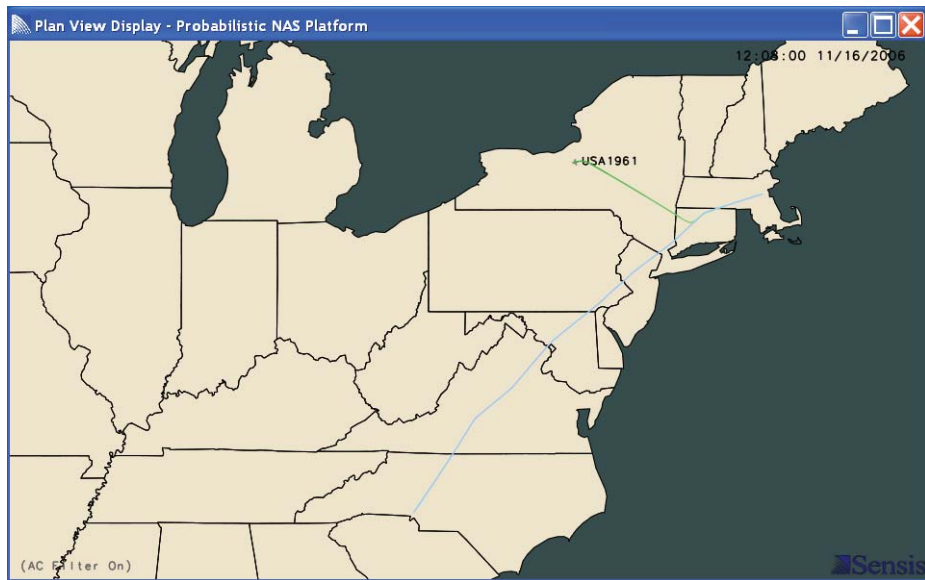 Plan View Display - Probabilistic NAS Platform
12:08:00 11/16/2006
USA1961
(AC Filter On)
Sensis